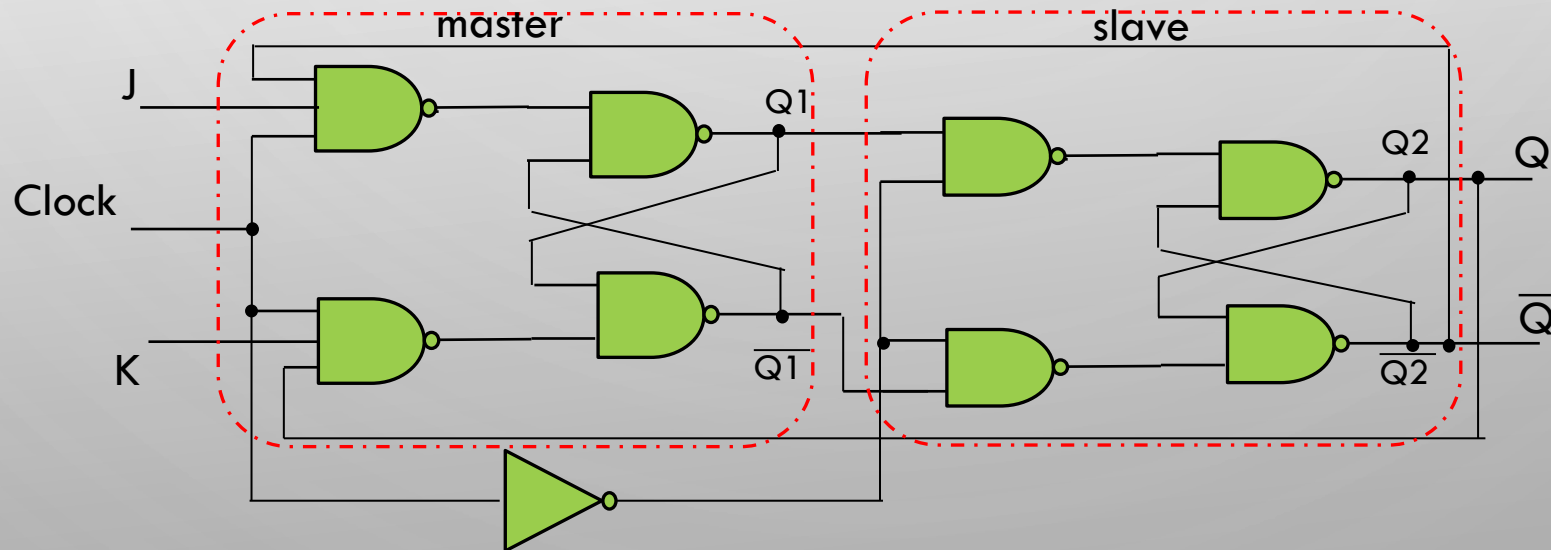 master
slave
J
Q1
Q2
Q
Clock
K
Q̅1̅
Q̅2̅
Q̅